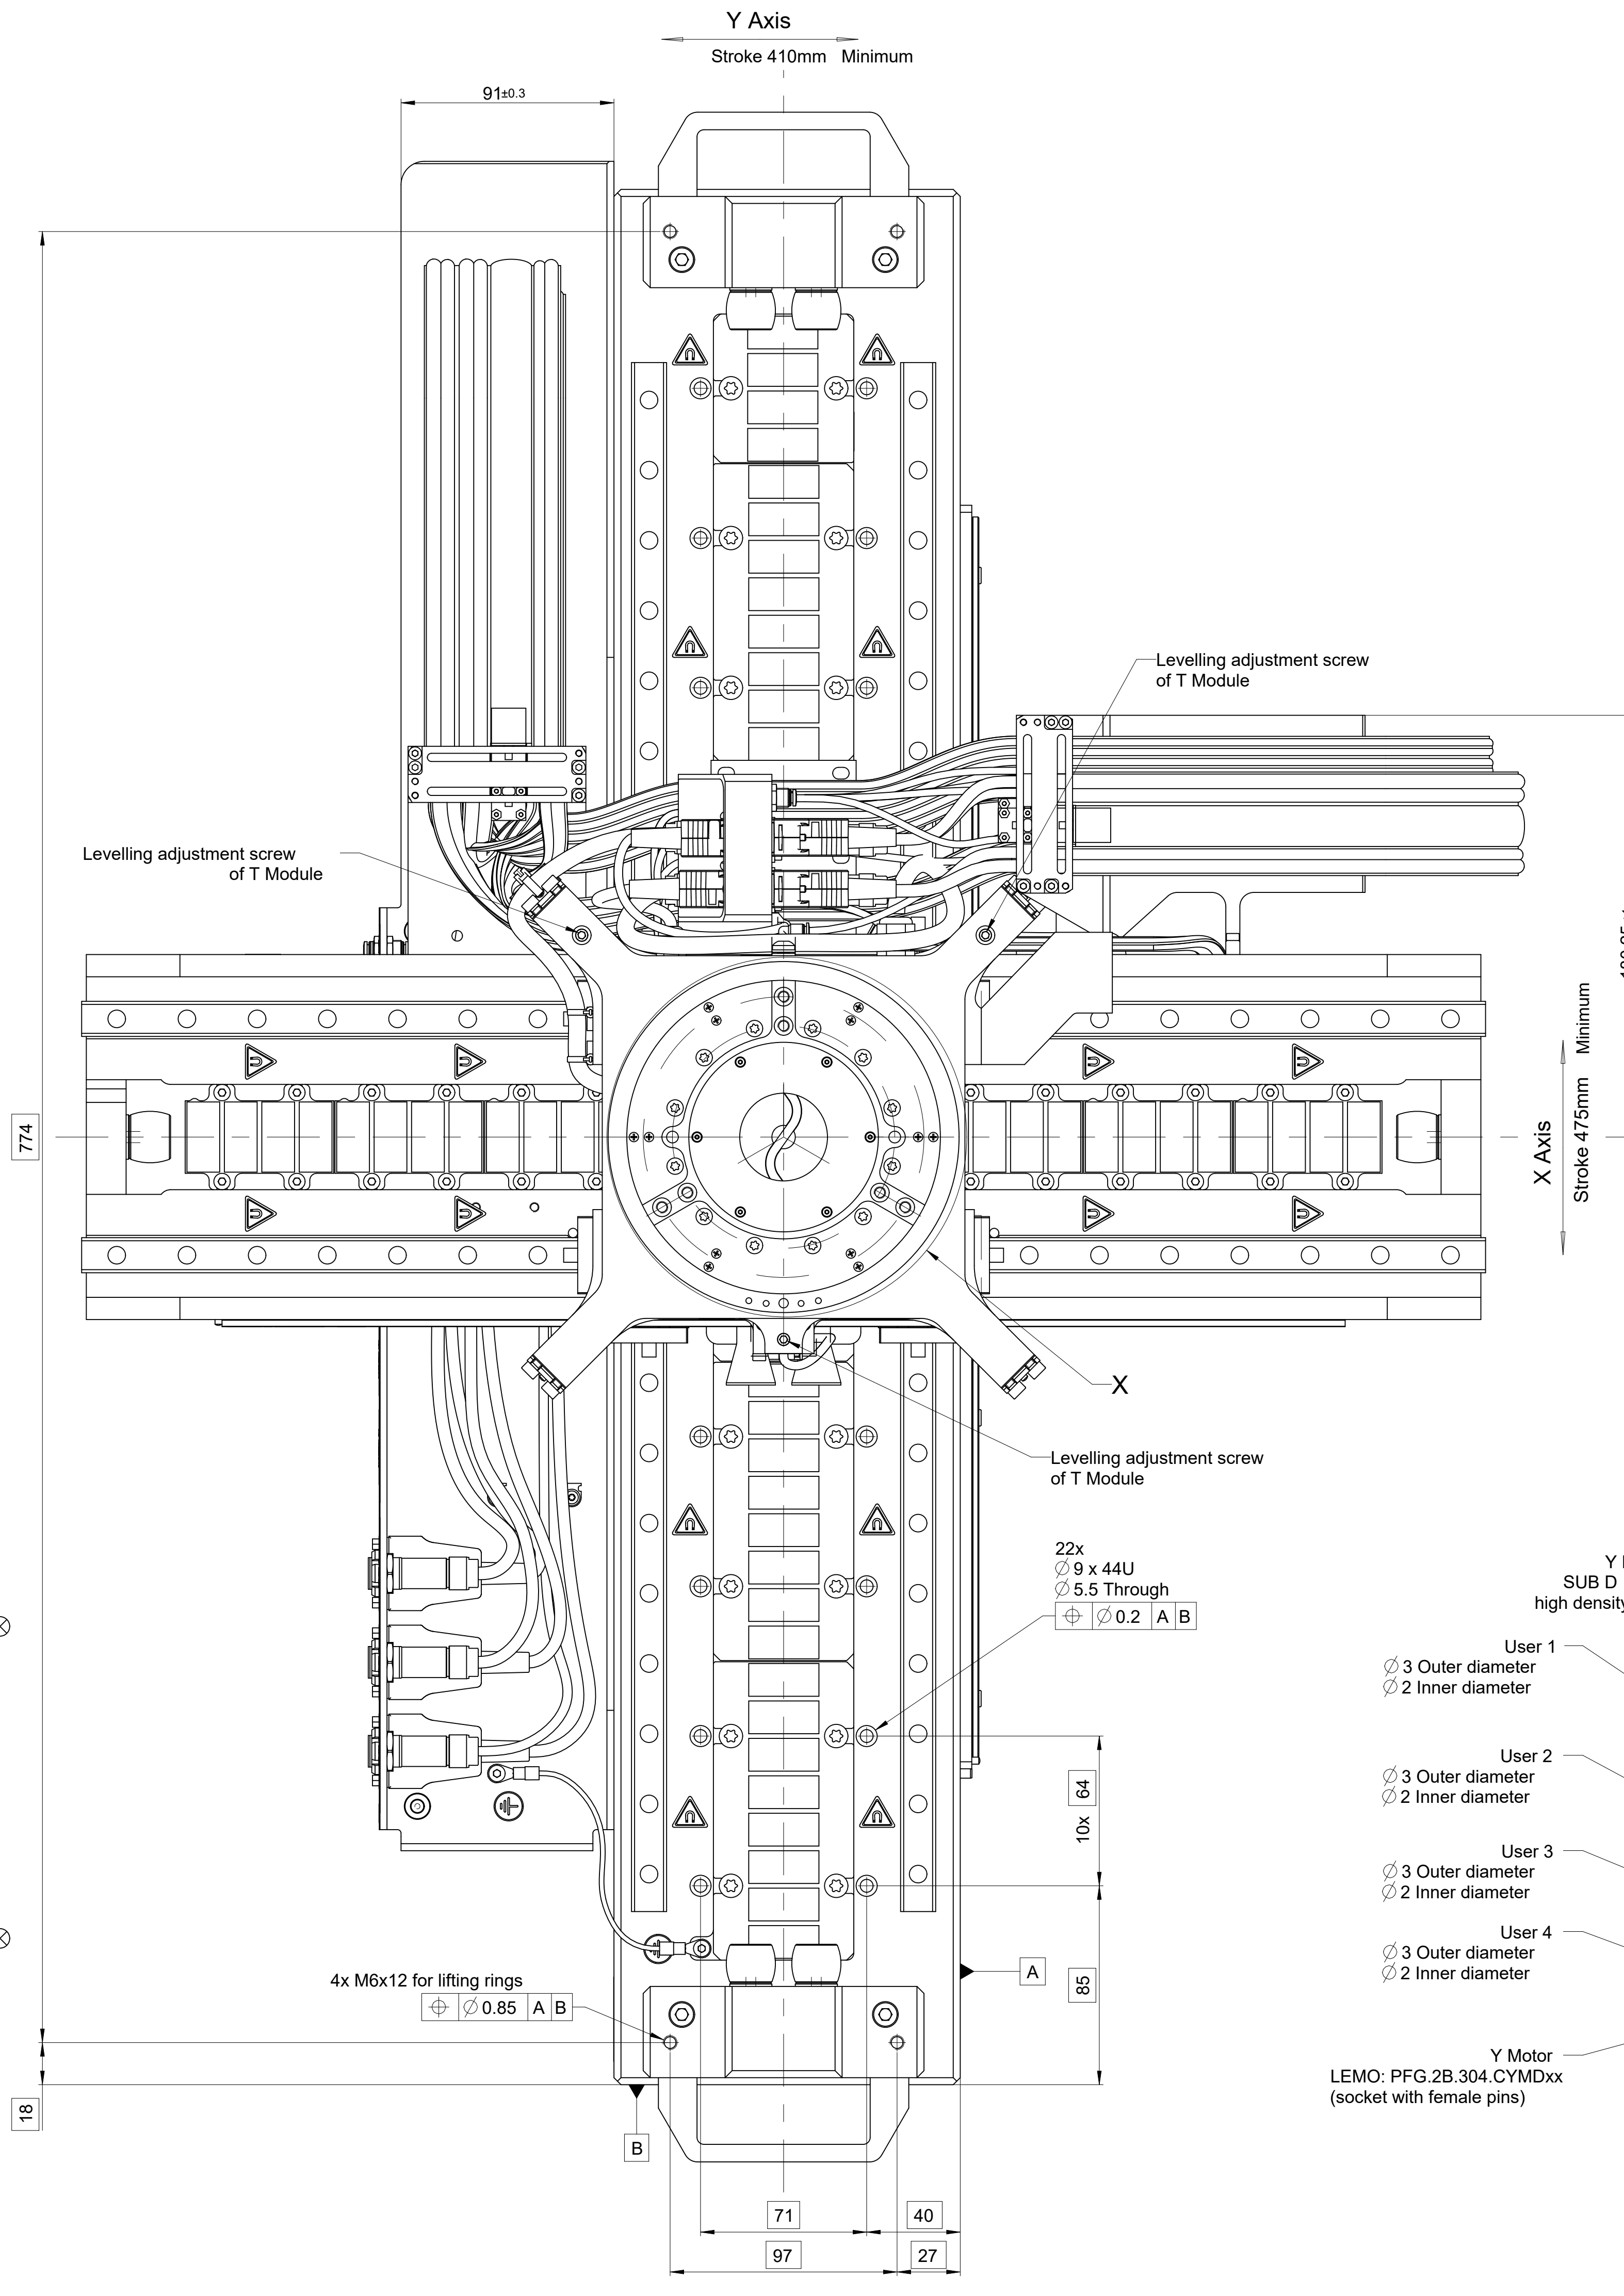 Y Axis
Stroke 410mm Minimum
91±0.3
Levelling adjustment screw
of T Module
Levelling adjustment screw
of T Module
774
X Axis
Stroke 475mm Minimum
X
Levelling adjustment screw
of T Module
22x
∅ 9 x 44U
∅ 5.5 Through
⌖ ∅ 0.2 A B
Y
SUB D
high density
User 1
∅ 3 Outer diameter
∅ 2 Inner diameter
User 2
∅ 3 Outer diameter
∅ 2 Inner diameter
10x 64
User 3
∅ 3 Outer diameter
∅ 2 Inner diameter
User 4
∅ 3 Outer diameter
∅ 2 Inner diameter
A
85
4x M6x12 for lifting rings
⌖ ∅ 0.85 A B
Y Motor
LEMO: PFG.2B.304.CYMDxx
(socket with female pins)
18
B
71
40
97
27